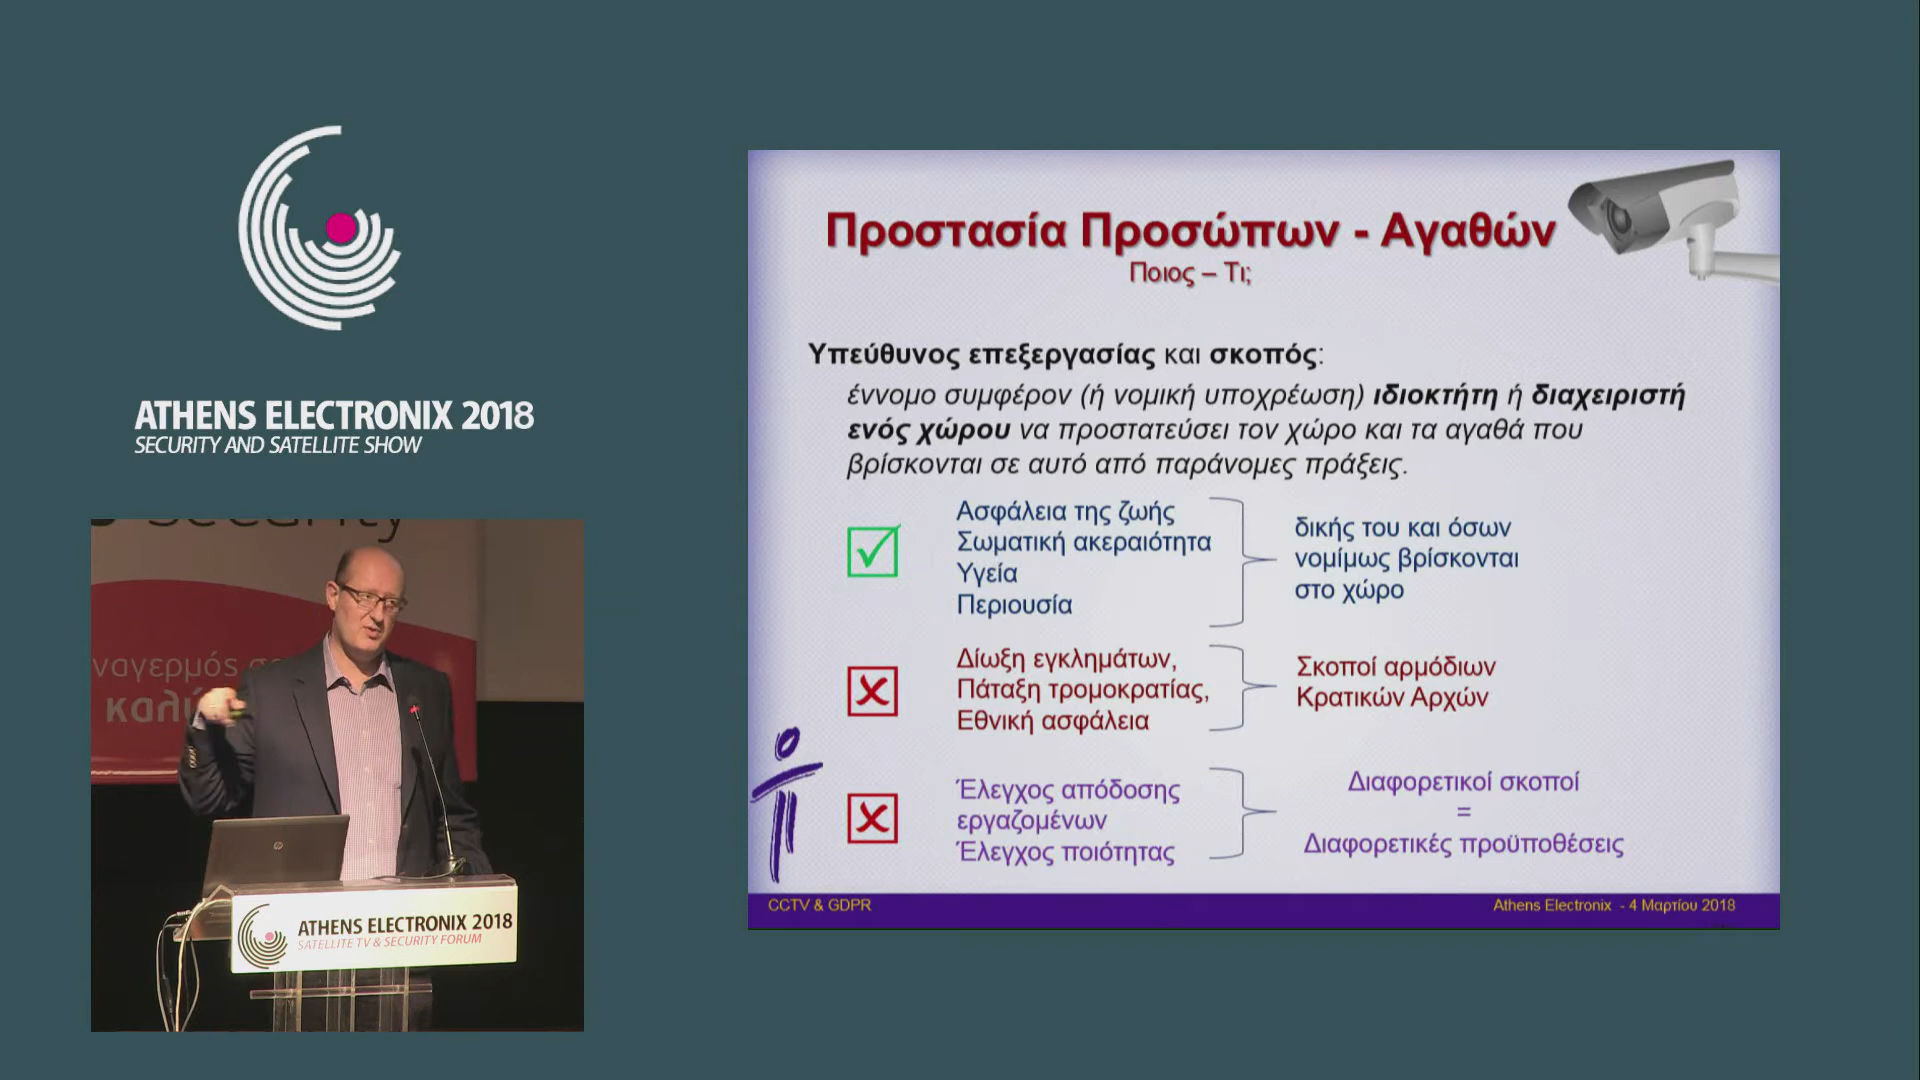 ATHENS ELECTRONIX 2018
SECURITY AND SATELLITE SHOW
Προστασία Προσώπων - Αγαθών
Ποιος – Τι;
Υπεύθυνος επεξεργασίας και σκοπός:
έννομο συμφέρον (ή νομική υποχρέωση) ιδιοκτήτη ή διαχειριστή
ενός χώρου να προστατεύσει τον χώρο και τα αγαθά που
βρίσκονται σε αυτό από παράνομες πράξεις.
Ασφάλεια της ζωής
Σωματική ακεραιότητα
Υγεία
Περιουσία
δικής του και όσων
νομίμως βρίσκονται
στο χώρο
Δίωξη εγκλημάτων,
Πάταξη τρομοκρατίας,
Εθνική ασφάλεια
Σκοποί αρμόδιων
Κρατικών Αρχών
Έλεγχος απόδοσης
εργαζομένων
Έλεγχος ποιότητας
Διαφορετικοί σκοποί
=
Διαφορετικές προϋποθέσεις
CCTV & GDPR
Athens Electronix - 4 Μαρτίου 2018
ATHENS ELECTRONIX 2018
SATELLITE TV & SECURITY FORUM